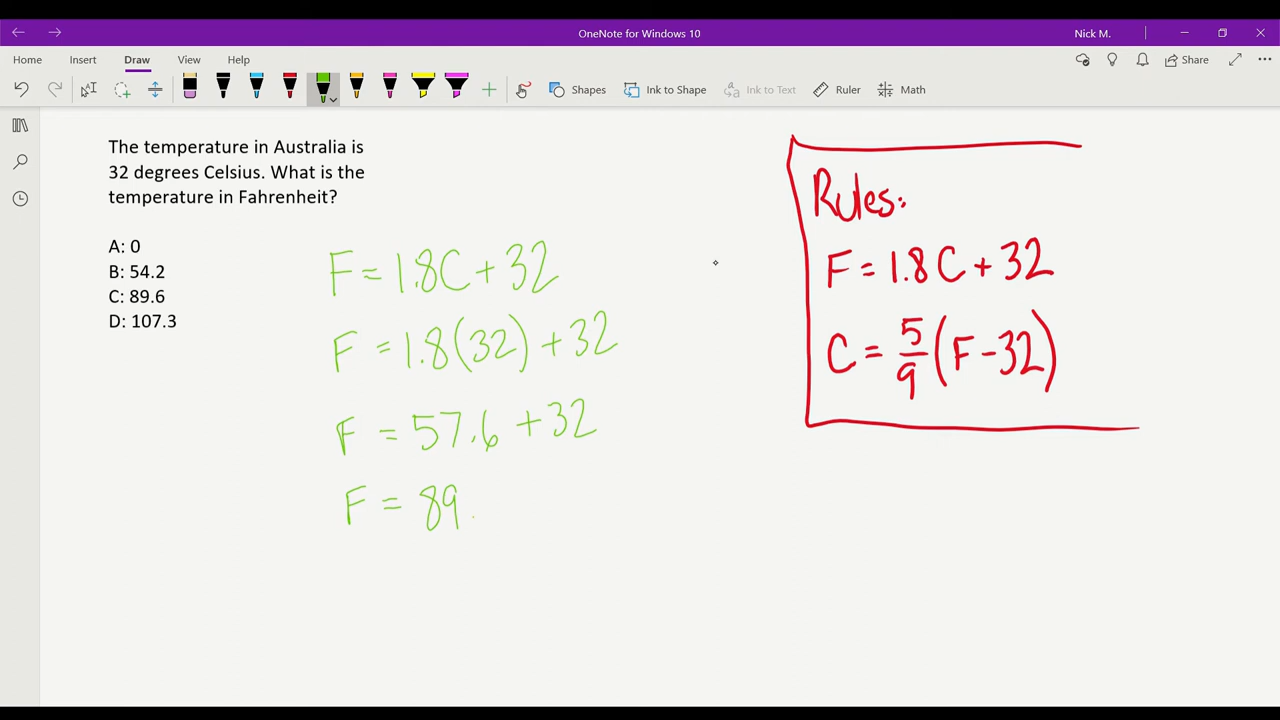 OneNote for Windows 10
Nick M.
Home Insert Draw View Help
Share
Shapes Ink to Shape Ink to Text Ruler Math
The temperature in Australia is
32 degrees Celsius. What is the
temperature in Fahrenheit?
A: 0
B: 54.2
C: 89.6
D: 107.3
F = 1.8C + 32
F = 1.8(32) + 32
F = 57.6 + 32
F = 89.
Rules:
F = 1.8C + 32
C = 5/9 (F - 32)